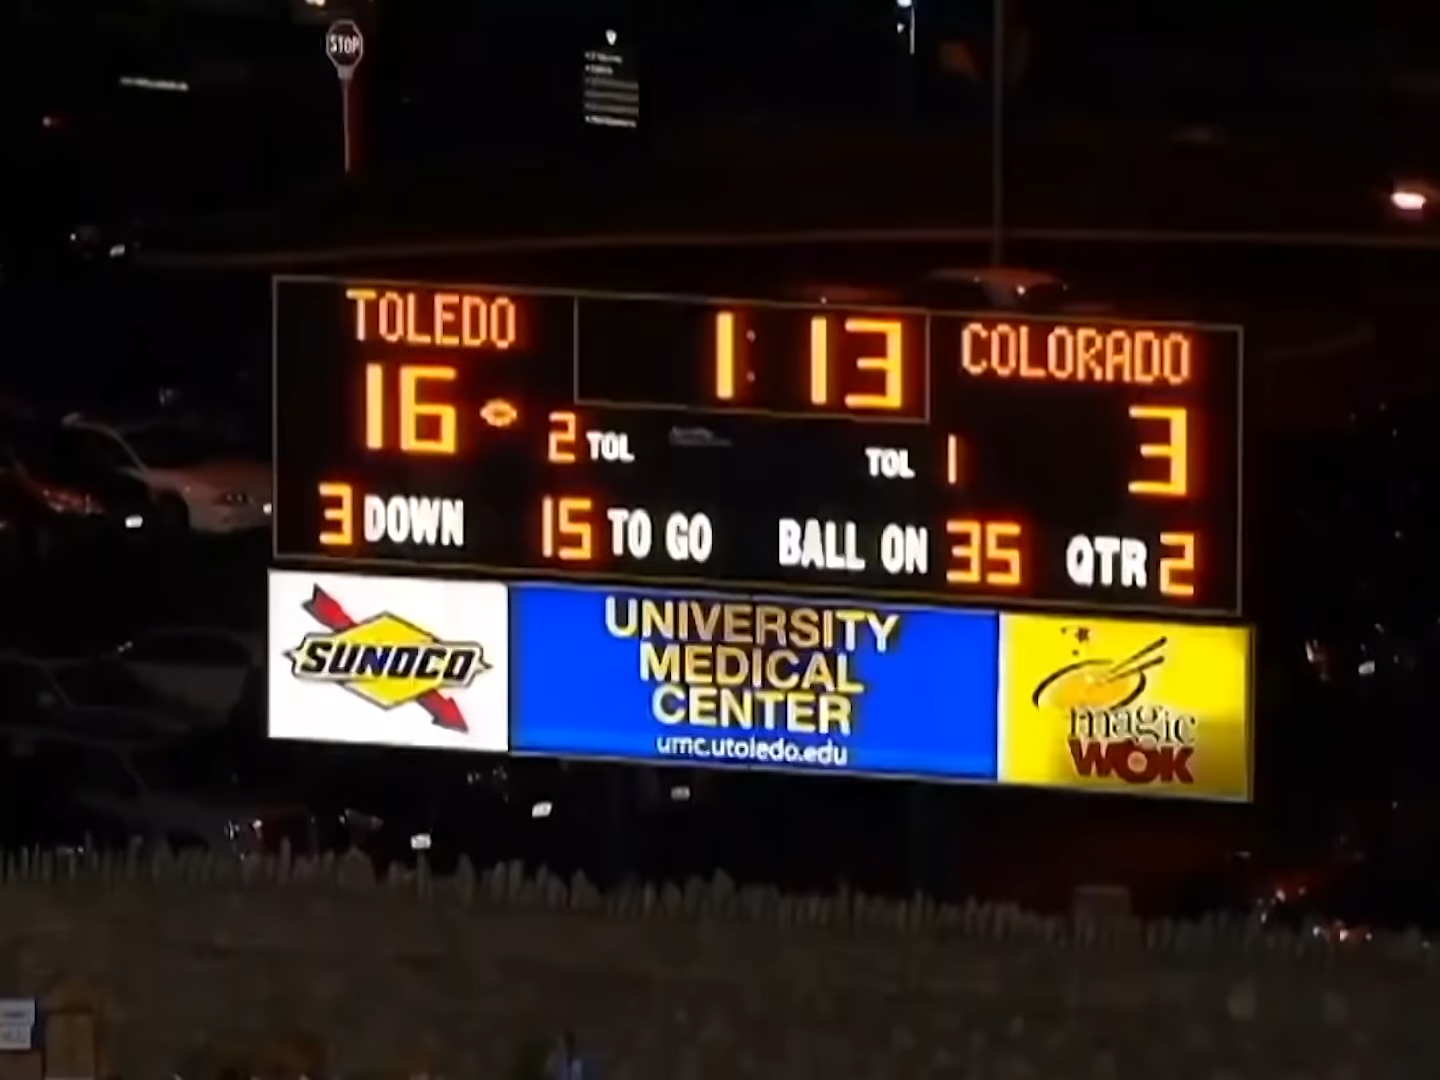 STOP
TOLEDO 1:13 COLORADO
16 2 TOL TOL 1 3
3 DOWN 15 TO GO BALL ON 35 QTR 2
SUNOCO
UNIVERSITY
MEDICAL
CENTER
umc.utoledo.edu
magic
WOK